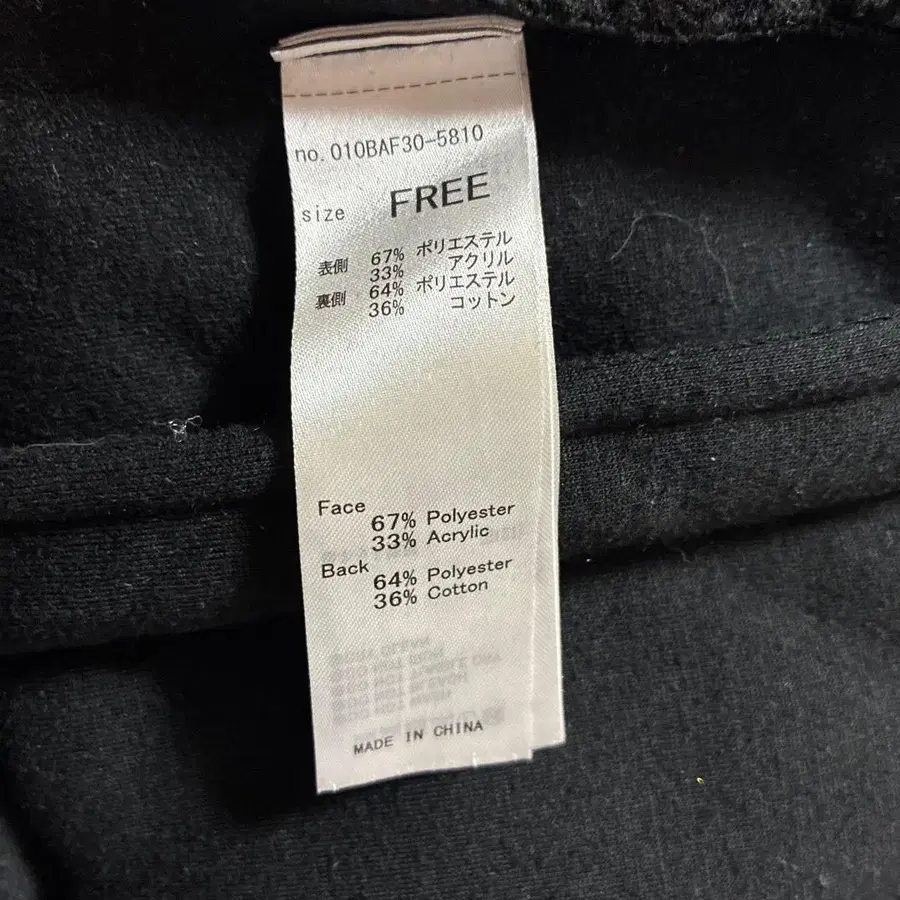 no. 010BAF30-5810
size FREE
表側 67% ポリエステル
33% アクリル
裏側 64% ポリエステル
36% コットン
Face
67% Polyester
33% Acrylic
Back
64% Polyester
36% Cotton
MADE IN CHINA